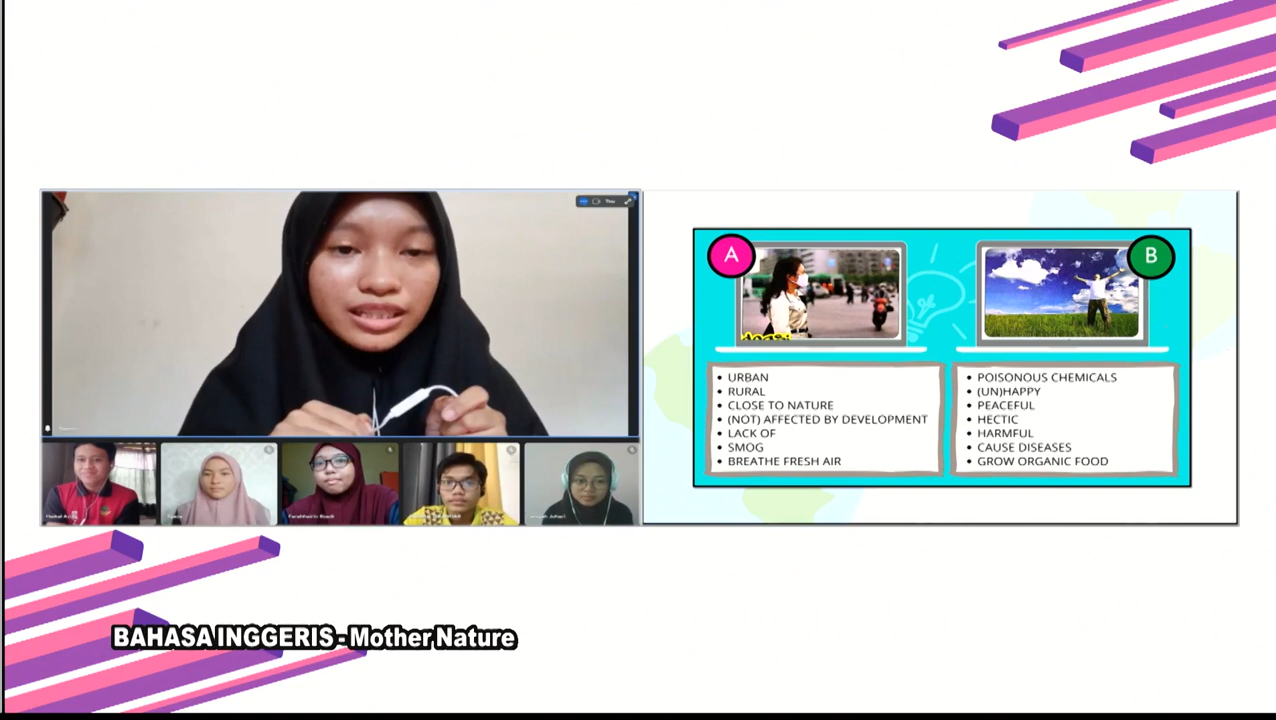 You
A
B
• URBAN
• RURAL
• CLOSE TO NATURE
• (NOT) AFFECTED BY DEVELOPMENT
• LACK OF
• SMOG
• BREATHE FRESH AIR
• POISONOUS CHEMICALS
• (UN)HAPPY
• PEACEFUL
• HECTIC
• HARMFUL
• CAUSE DISEASES
• GROW ORGANIC FOOD
BAHASA INGGERIS - Mother Nature